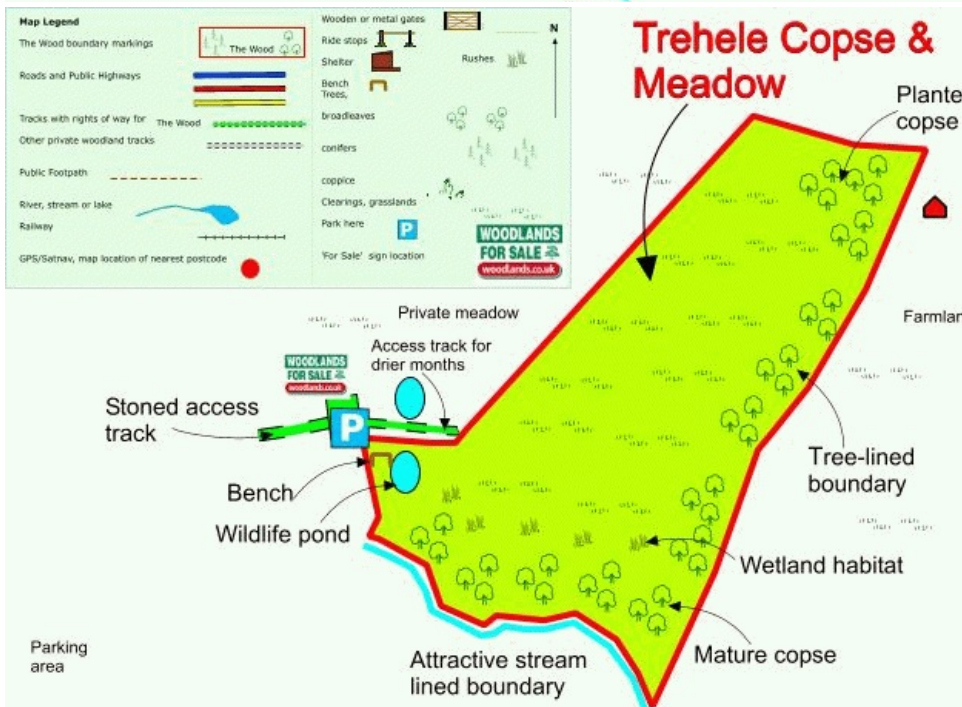 Map Legend
The Wood boundary markings
The Wood
Roads and Public Highways
Tracks with rights of way for The Wood
Other private woodland tracks
Public Footpath
River, stream or lake
Railway
GPS/Satnav, map location of nearest postcode
Wooden or metal gates
Ride stops
Shelter
Rushes
Bench
Trees,
broadleaves
conifers
coppice
Clearings, grasslands
Park here
P
'For Sale' sign location
WOODLANDS
FOR SALE
woodlands.co.uk
N
Trehele Copse &
Meadow
Plante
copse
Farmlan
Private meadow
Access track for
drier months
WOODLANDS
FOR SALE
woodlands.co.uk
Stoned access
track
P
Bench
Wildlife pond
Tree-lined
boundary
Wetland habitat
Mature copse
Attractive stream
lined boundary
Parking
area